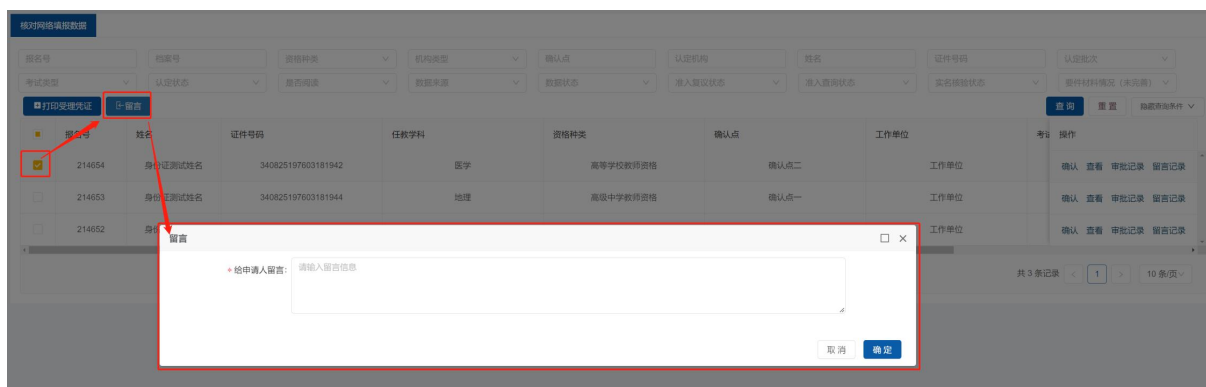 核对网络填报数据
报名号 档案号 资格种类 机构类型 确认点 认定机构 姓名 证件号码 认定批次
考试类型 认定状态 是否阅读 数据来源 数据状态 准入复议状态 准入查询状态 实名核验状态 要件材料情况（未完善）
打印受理凭证 留言 查询 重置 隐藏查询条件
报名号 姓名 证件号码 任教学科 资格种类 确认点 工作单位 操作
214654 身份证测试姓名 340825197603181942 医学 高等学校教师资格 确认点二 工作单位 确认 查看 审批记录 留言记录
214653 身份证测试姓名 340825197603181944 地理 高级中学教师资格 确认点一 工作单位 确认 查看 审批记录 留言记录
214652 工作单位 确认 查看 审批记录 留言记录
留言
* 给申请人留言: 请输入留言信息
共 3 条记录 < 1 > 10 条/页
取消 确定